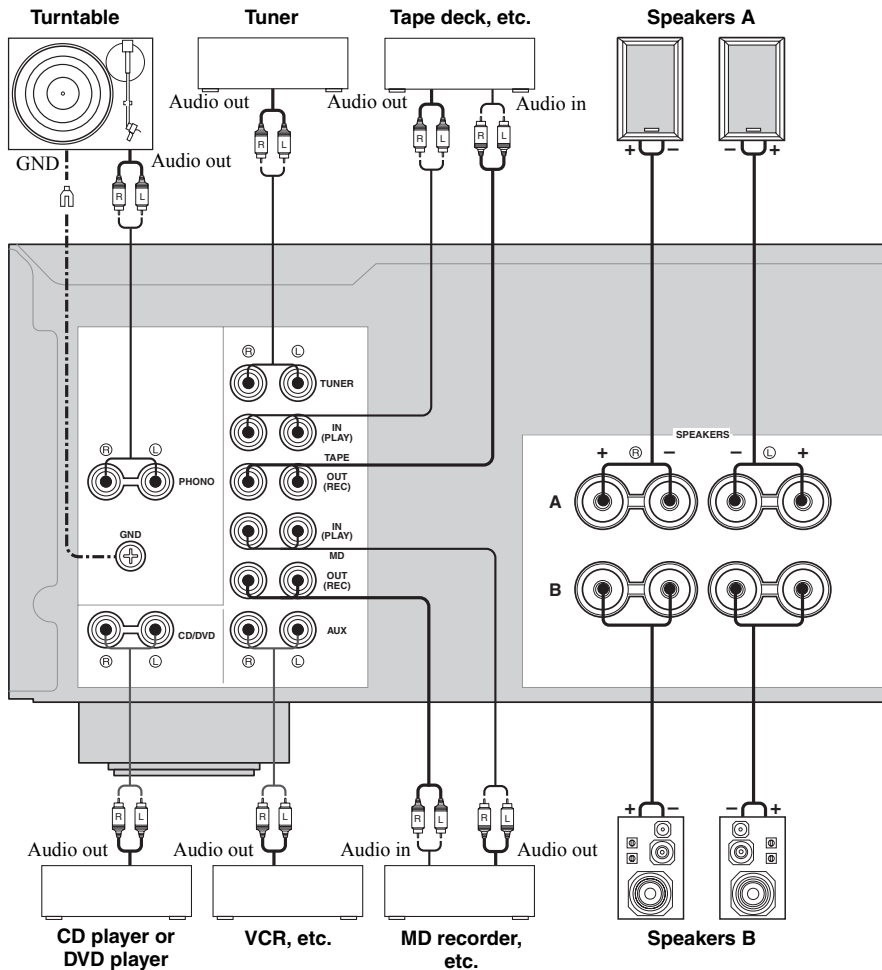 Turntable
Tuner
Tape deck, etc.
Speakers A
Audio out
Audio out
Audio in
GND
Audio out
R L
R L
R L
R L
+ − − +
R L
TUNER
IN
(PLAY)
TAPE
OUT
(REC)
R L
PHONO
GND
IN
(PLAY)
MD
OUT
(REC)
CD/DVD
AUX
R L
R L
SPEAKERS
+ R − − L +
A
B
R L
R L
R L
R L
+ − − +
Audio out
Audio out
Audio in
Audio out
CD player or
DVD player
VCR, etc.
MD recorder,
etc.
Speakers B